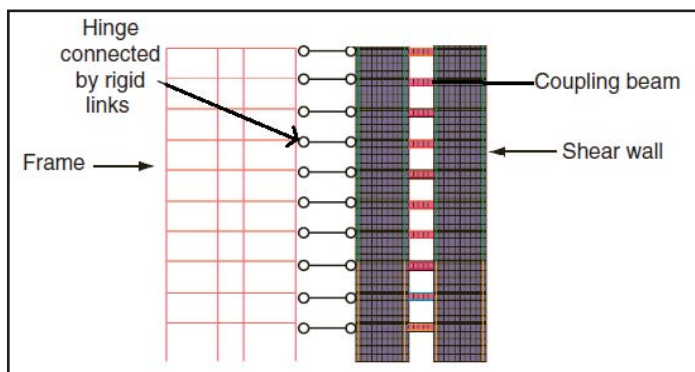 Hinge
connected
by rigid
links
Coupling beam
Frame
Shear wall